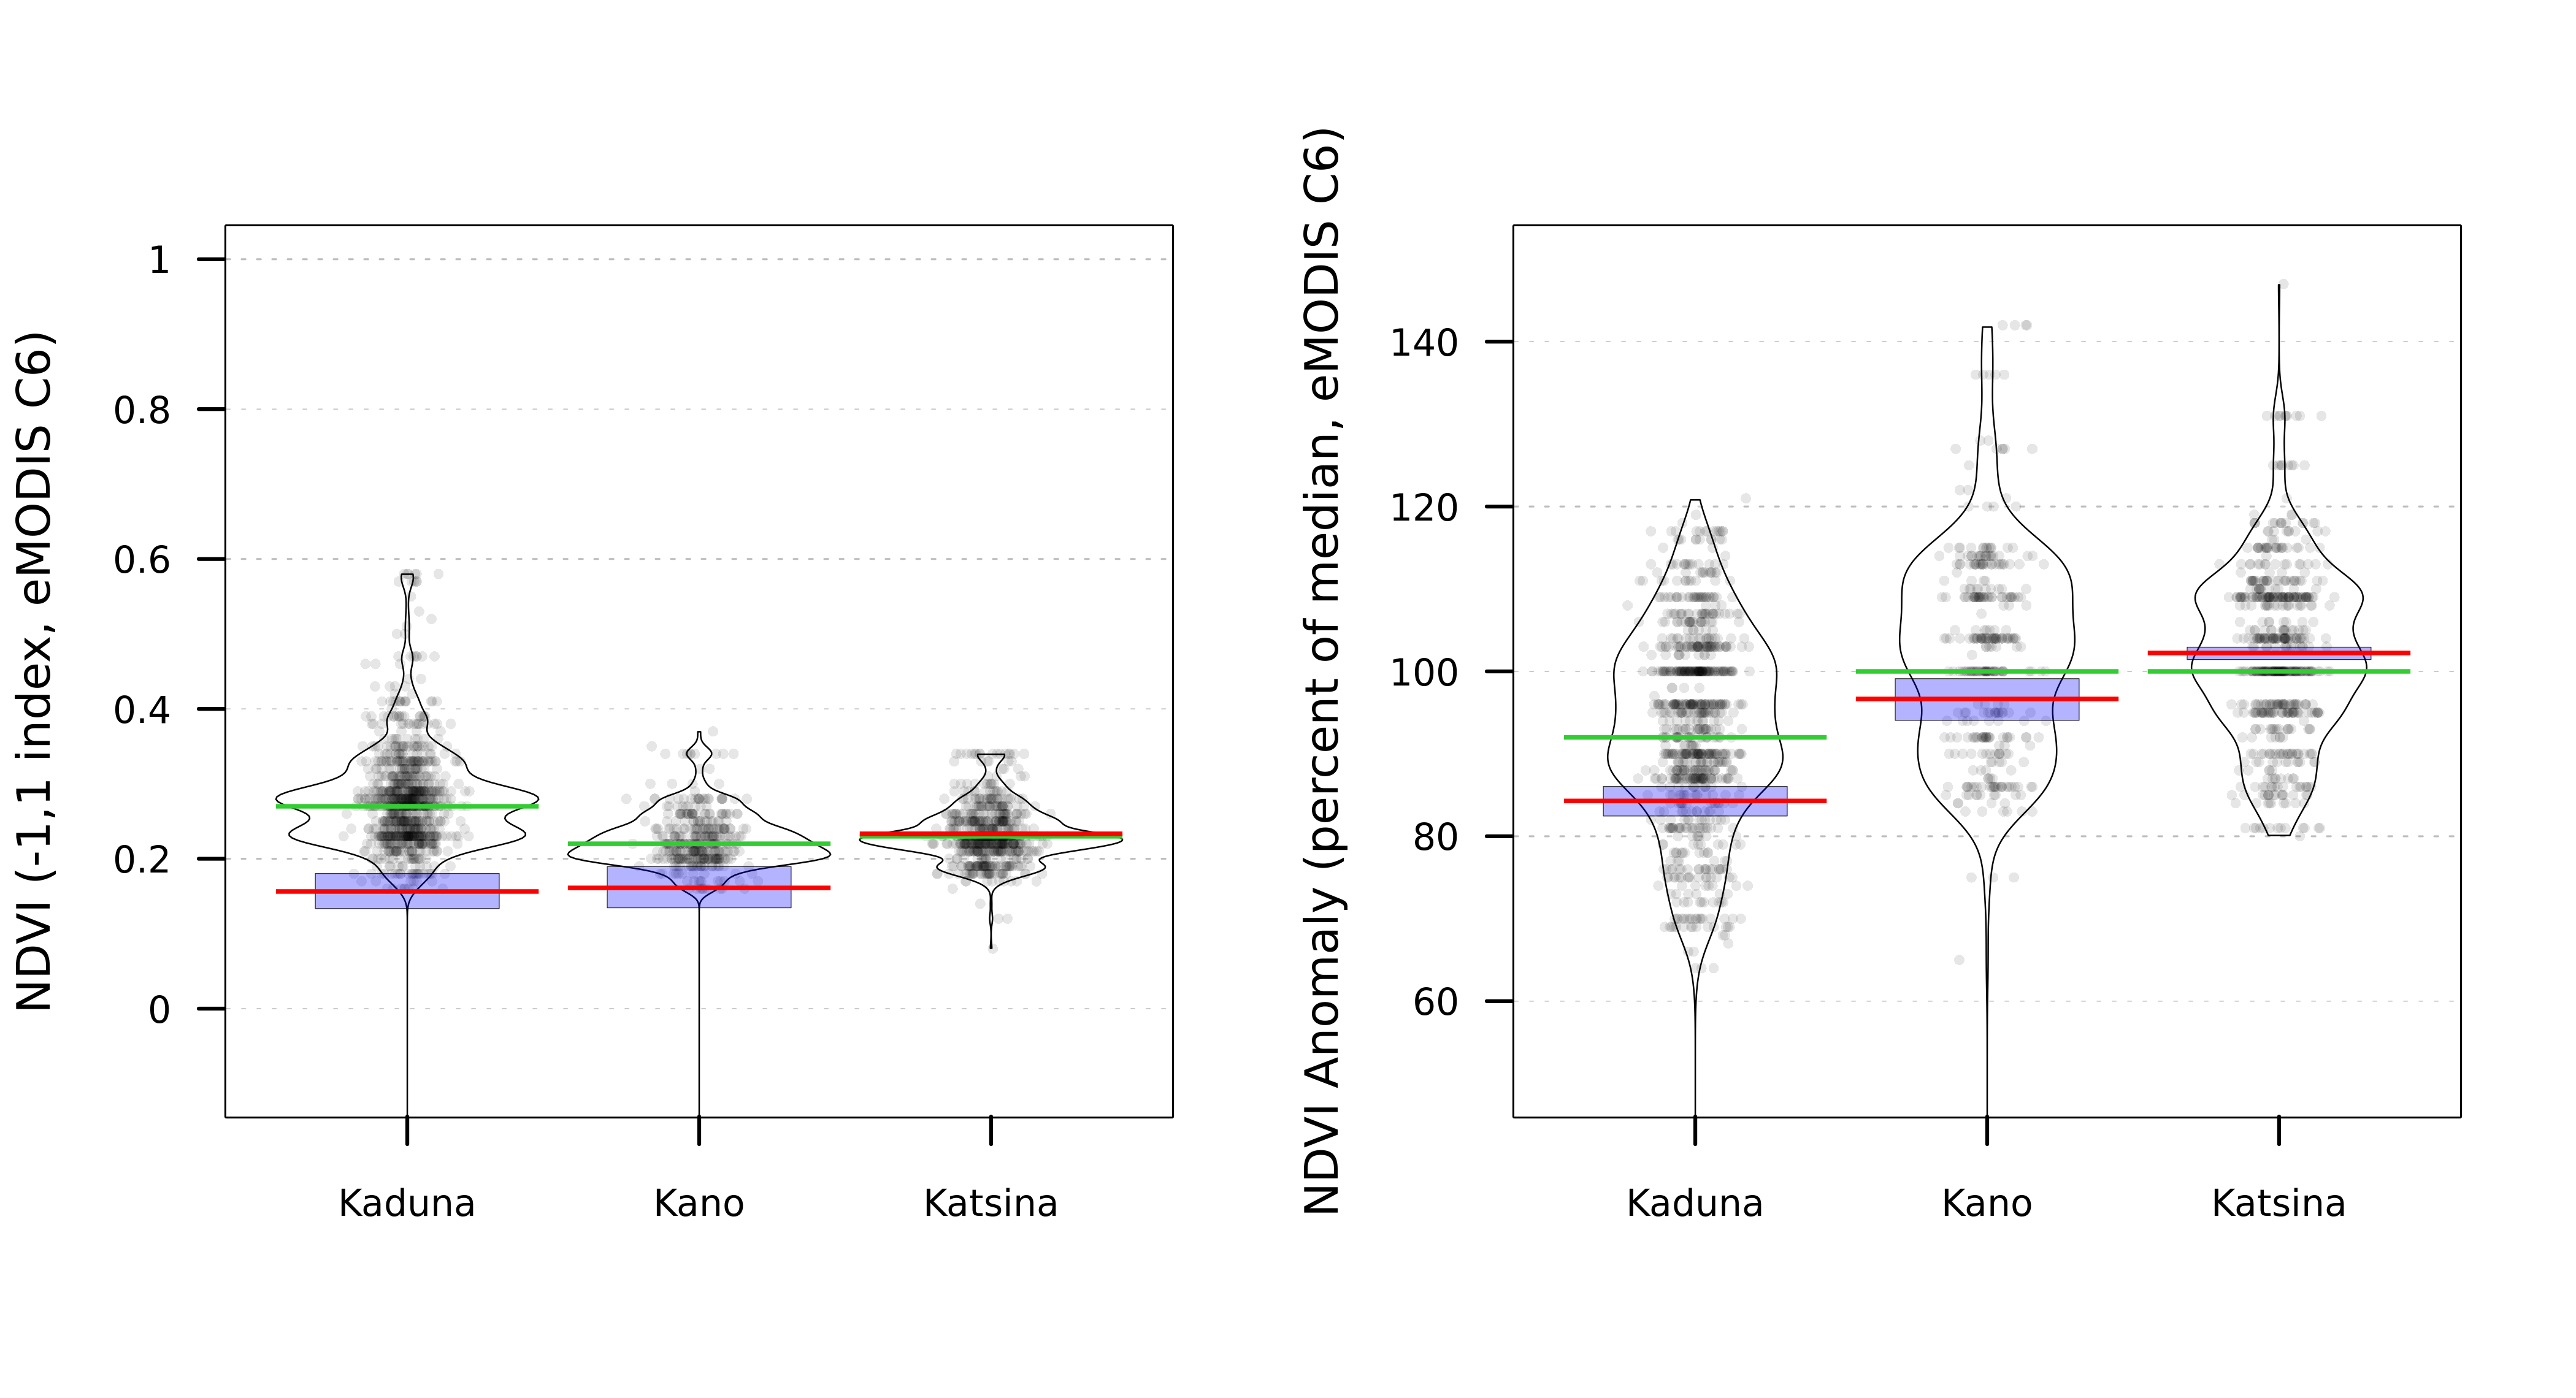 NDVI (-1,1 index, eMODIS C6)
1
0.8
0.6
0.4
0.2
0
Kaduna Kano Katsina
NDVI Anomaly (percent of median, eMODIS C6)
140
120
100
80
60
Kaduna Kano Katsina